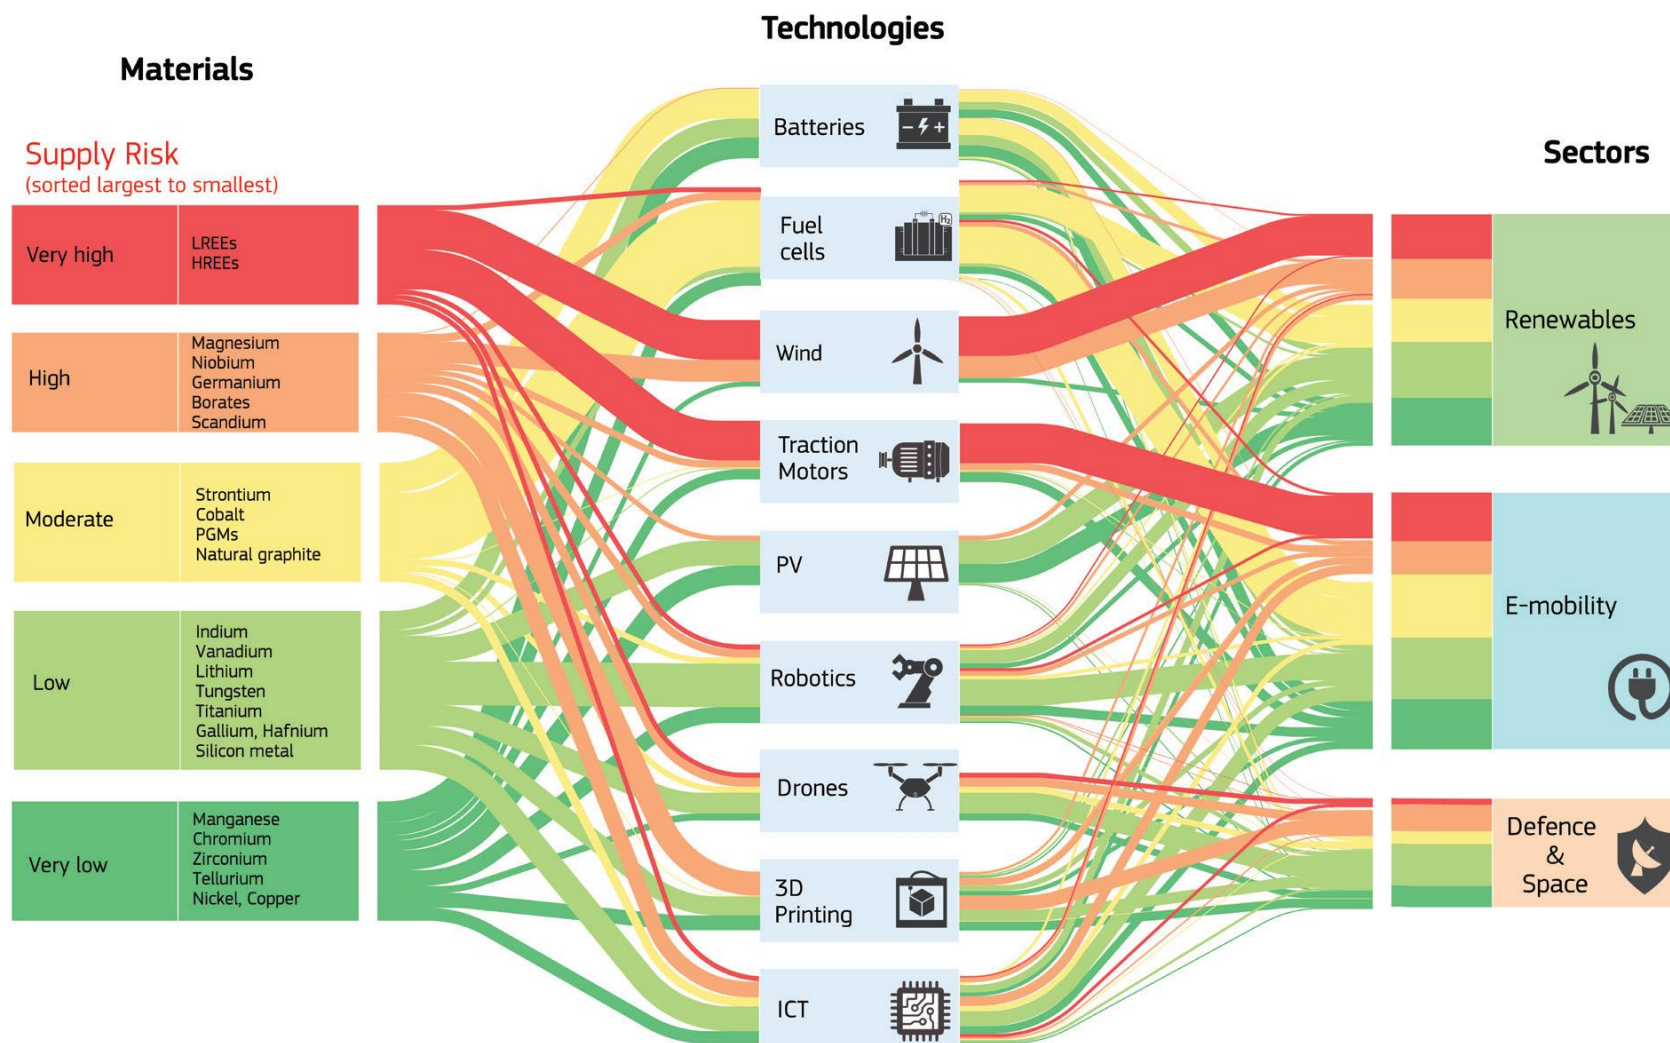 Technologies
Materials
Sectors
Supply Risk
(sorted largest to smallest)
Very high
LREEs
HREEs
High
Magnesium
Niobium
Germanium
Borates
Scandium
Moderate
Strontium
Cobalt
PGMs
Natural graphite
Low
Indium
Vanadium
Lithium
Tungsten
Titanium
Gallium, Hafnium
Silicon metal
Very low
Manganese
Chromium
Zirconium
Tellurium
Nickel, Copper
Batteries
Fuel
cells
H2
Wind
Traction
Motors
PV
Robotics
Drones
3D
Printing
ICT
Renewables
E-mobility
Defence
&
Space